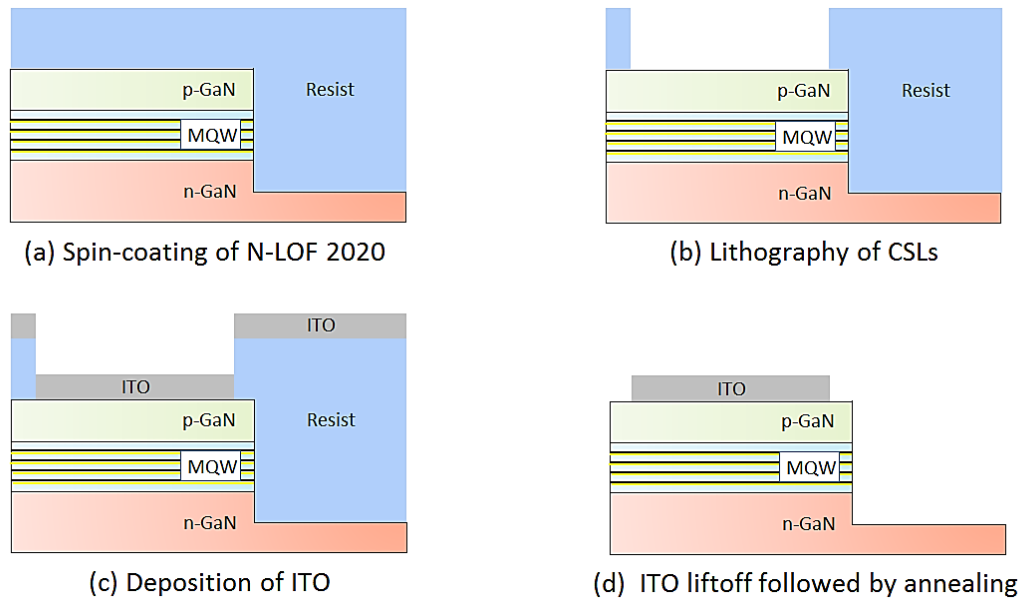 p-GaN
Resist
MQW
n-GaN
(a) Spin-coating of N-LOF 2020
p-GaN
Resist
MQW
n-GaN
(b) Lithography of CSLs
ITO
ITO
p-GaN
Resist
MQW
n-GaN
(c) Deposition of ITO
ITO
p-GaN
MQW
n-GaN
(d) ITO liftoff followed by annealing